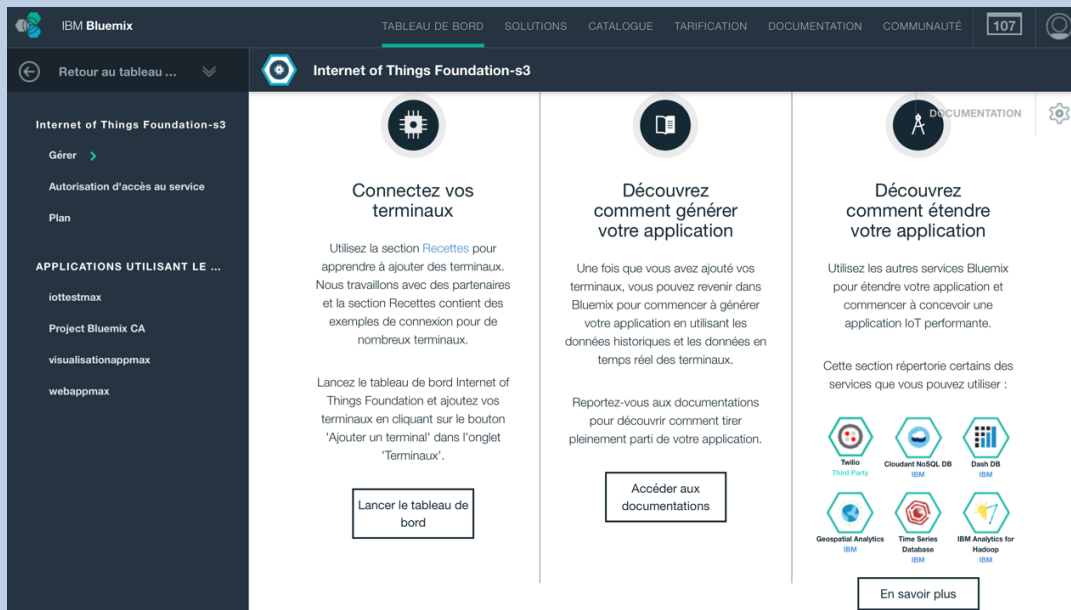 IBM Bluemix
TABLEAU DE BORD
SOLUTIONS
CATALOGUE
TARIFICATION
DOCUMENTATION
COMMUNAUTÉ
107
Retour au tableau ...
Internet of Things Foundation-s3
Internet of Things Foundation-s3
Gérer
Autorisation d'accès au service
Plan
APPLICATIONS UTILISANT LE ...
iottestmax
Project Bluemix CA
visualisationappmax
webappmax
DOCUMENTATION
Connectez vos
terminaux
Utilisez la section Recettes pour
apprendre à ajouter des terminaux.
Nous travaillons avec des partenaires
et la section Recettes contient des
exemples de connexion pour de
nombreux terminaux.
Lancez le tableau de bord Internet of
Things Foundation et ajoutez vos
terminaux en cliquant sur le bouton
'Ajouter un terminal' dans l'onglet
'Terminaux'.
Lancer le tableau de
bord
Découvrez
comment générer
votre application
Une fois que vous avez ajouté vos
terminaux, vous pouvez revenir dans
Bluemix pour commencer à générer
votre application en utilisant les
données historiques et les données en
temps réel des terminaux.
Reportez-vous aux documentations
pour découvrir comment tirer
pleinement parti de votre application.
Accéder aux
documentations
Découvrez
comment étendre
votre application
Utilisez les autres services Bluemix
pour étendre votre application et
commencer à concevoir une
application IoT performante.
Cette section répertorie certains des
services que vous pouvez utiliser :
Twilio
Third Party
Cloudant NoSQL DB
IBM
Dash DB
IBM
Geospatial Analytics
IBM
Time Series
Database
IBM
IBM Analytics for
Hadoop
IBM
En savoir plus